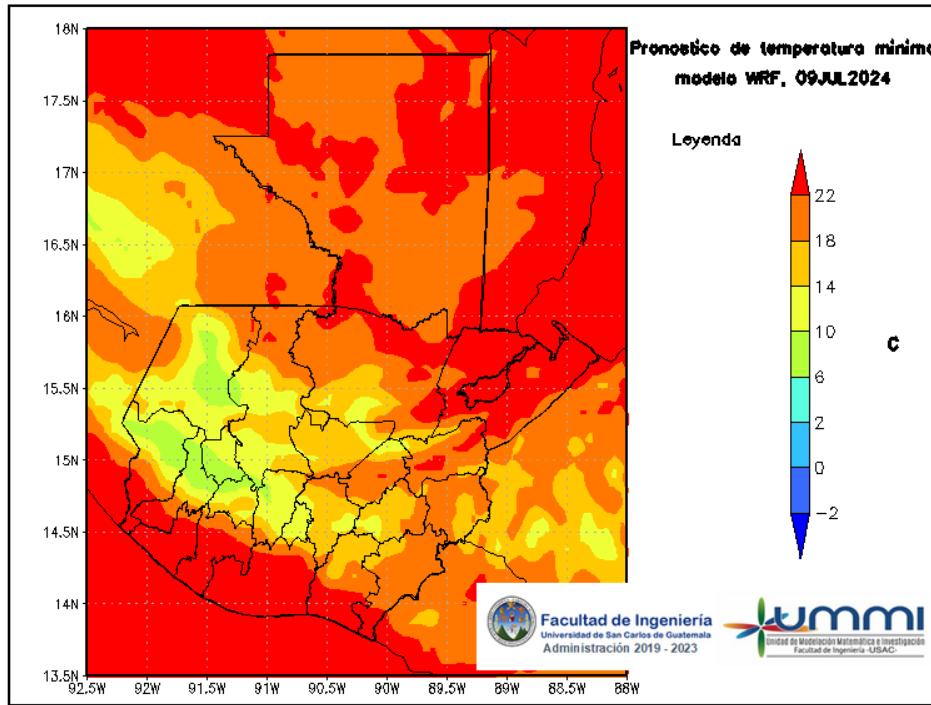 Pronostico de temperatura minima
modelo WRF, 09JUL2024
Leyenda
22
18
14
10
6
2
0
−2
C
18N
17.5N
17N
16.5N
16N
15.5N
15N
14.5N
14N
13.5N
92.5W 92W 91.5W 91W 90.5W 90W 89.5W 89W 88.5W 88W
Facultad de Ingeniería
Universidad de San Carlos de Guatemala
Administración 2019 - 2023
UMMI
Unidad de Modelación Matemática e Investigación
Facultad de Ingeniería -USAC-